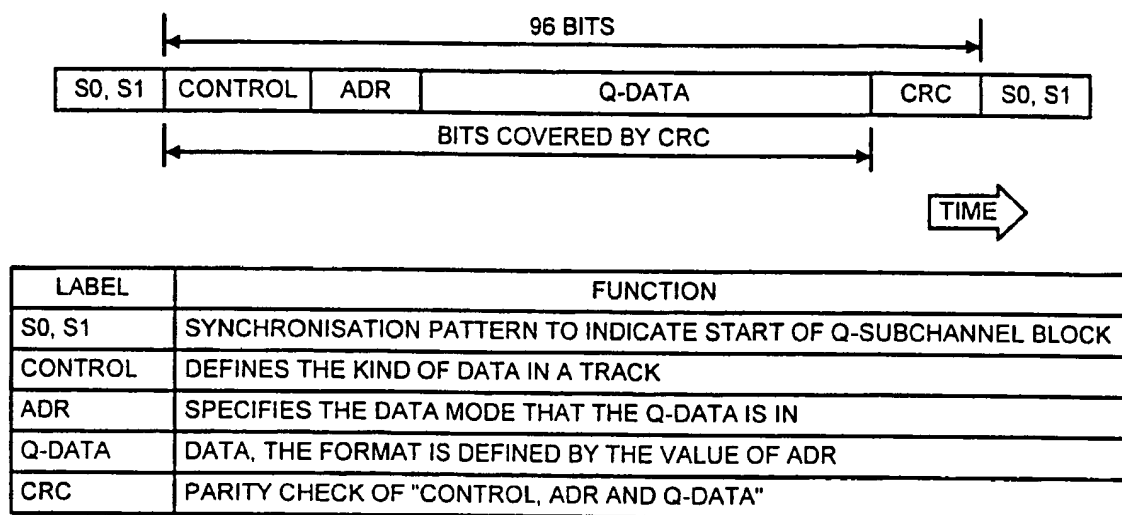 96 BITS
S0, S1 CONTROL ADR Q-DATA CRC S0, S1
BITS COVERED BY CRC
TIME
LABEL FUNCTION
S0, S1 SYNCHRONISATION PATTERN TO INDICATE START OF Q-SUBCHANNEL BLOCK
CONTROL DEFINES THE KIND OF DATA IN A TRACK
ADR SPECIFIES THE DATA MODE THAT THE Q-DATA IS IN
Q-DATA DATA, THE FORMAT IS DEFINED BY THE VALUE OF ADR
CRC PARITY CHECK OF "CONTROL, ADR AND Q-DATA"